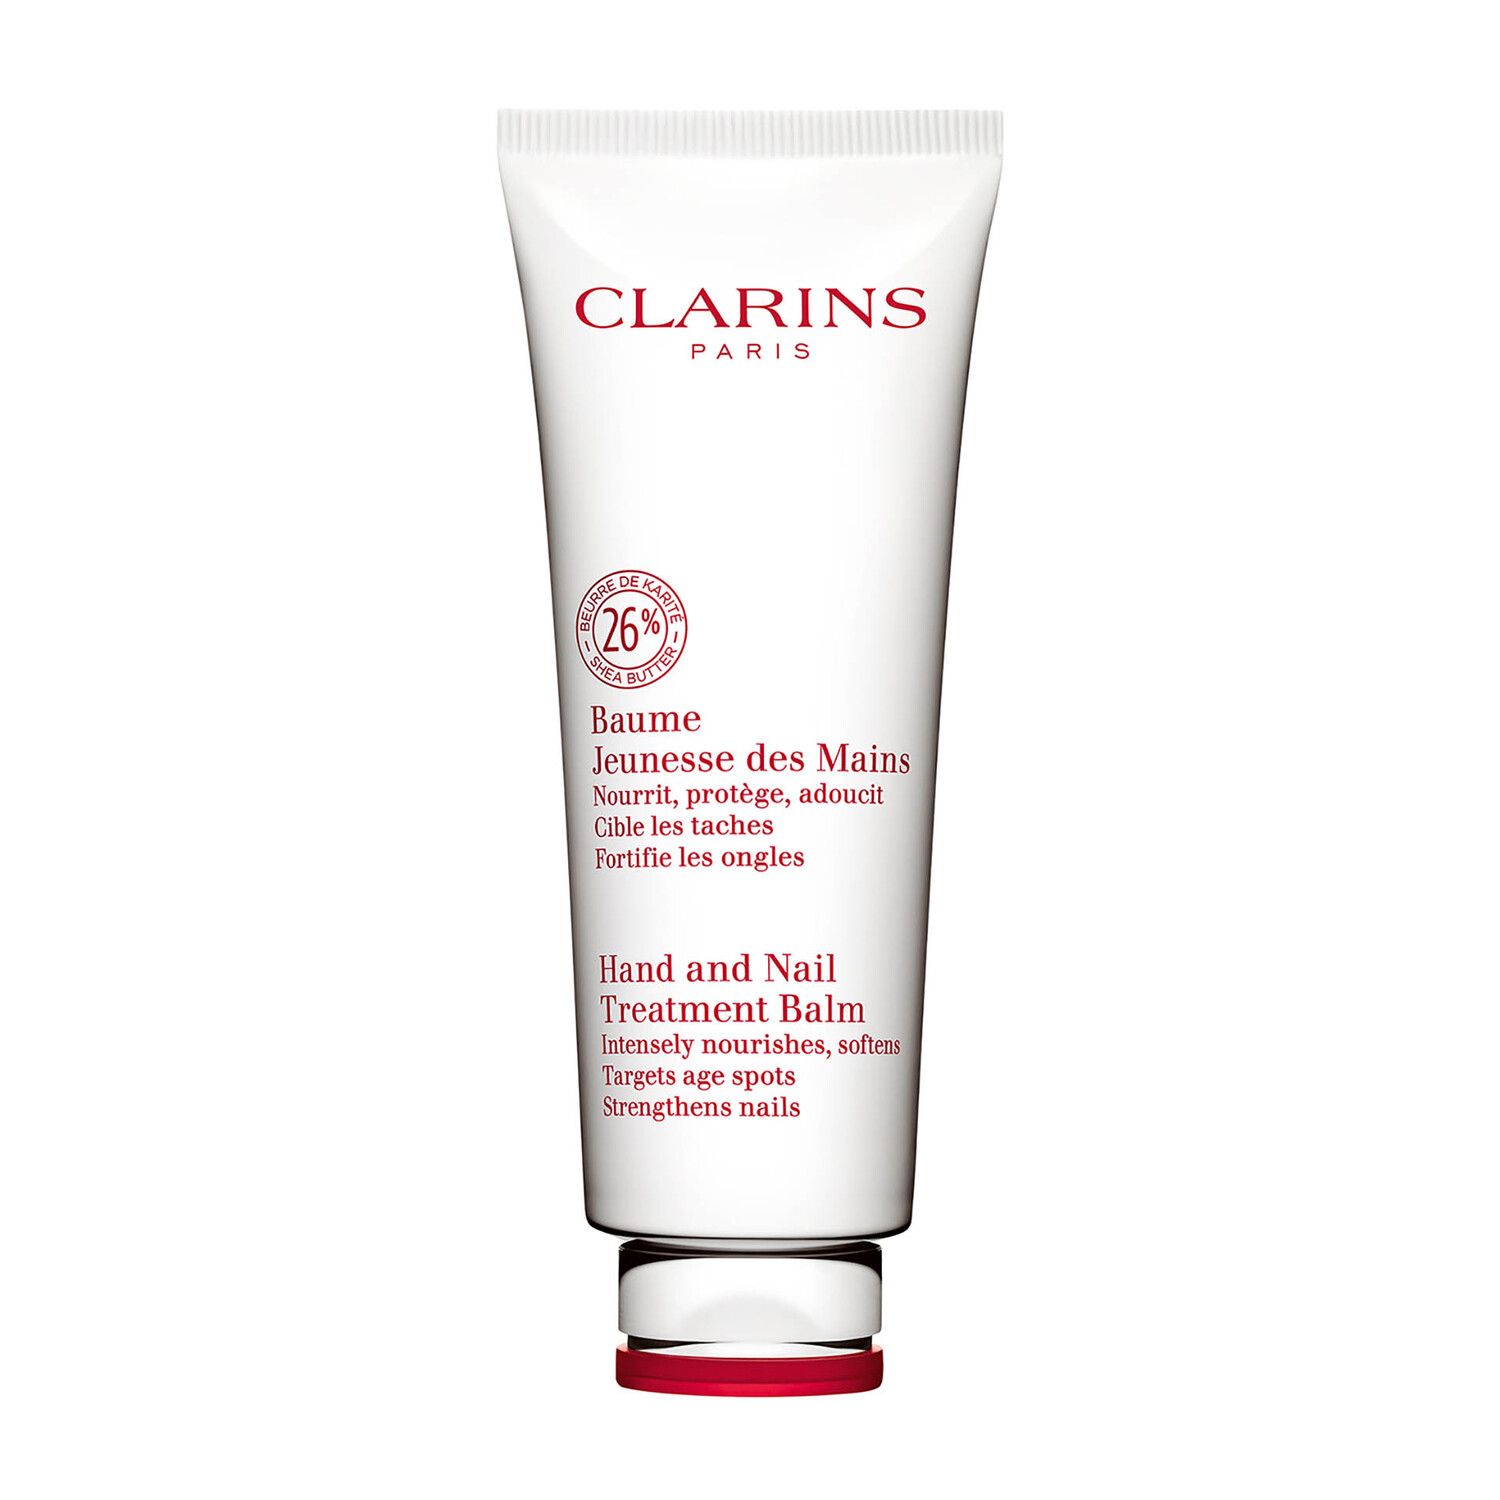 CLARINS
PARIS
BEURRE DE KARITÉ
26%
SHEA BUTTER
Baume
Jeunesse des Mains
Nourrit, protège, adoucit
Cible les taches
Fortifie les ongles
Hand and Nail
Treatment Balm
Intensely nourishes, softens
Targets age spots
Strengthens nails